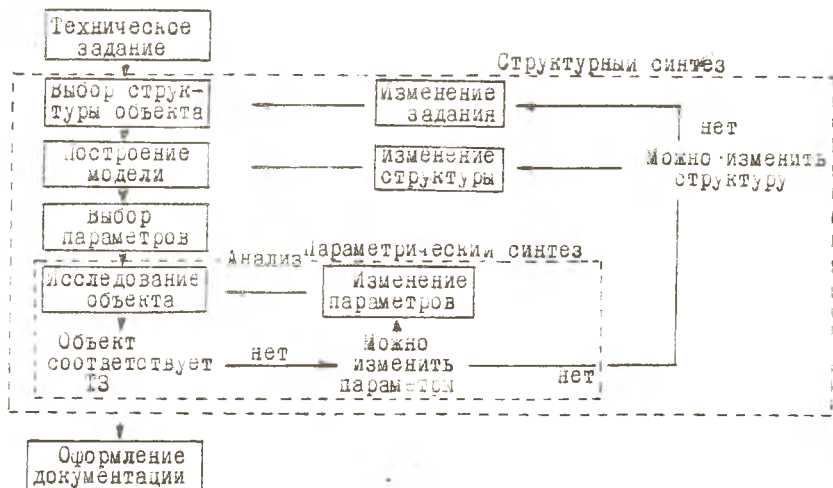 Техническое
задание
Структурный синтез
Выбор струк-
туры объекта
Изменение
задания
нет
Построение
модели
Изменение
структуры
Можно изменить
структуру
Выбор
параметров
Анализ
Параметрический синтез
Исследование
объекта
Изменение
параметров
Объект
соответствует
ТЗ
нет
Можно
изменить
параметры
нет
Оформление
документации